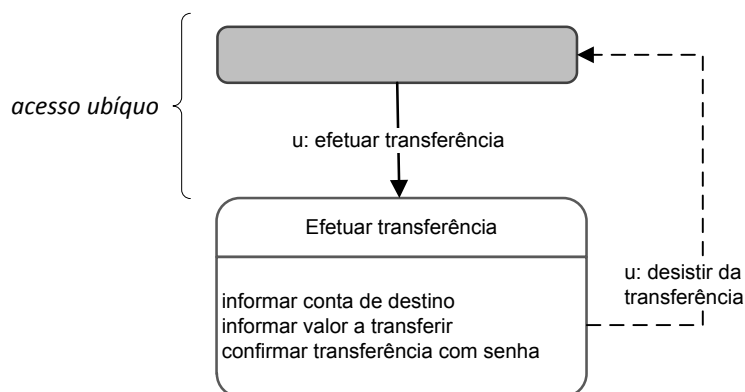 acesso ubíquo
u: efetuar transferência
Efetuar transferência
informar conta de destino
informar valor a transferir
confirmar transferência com senha
u: desistir da
transferência